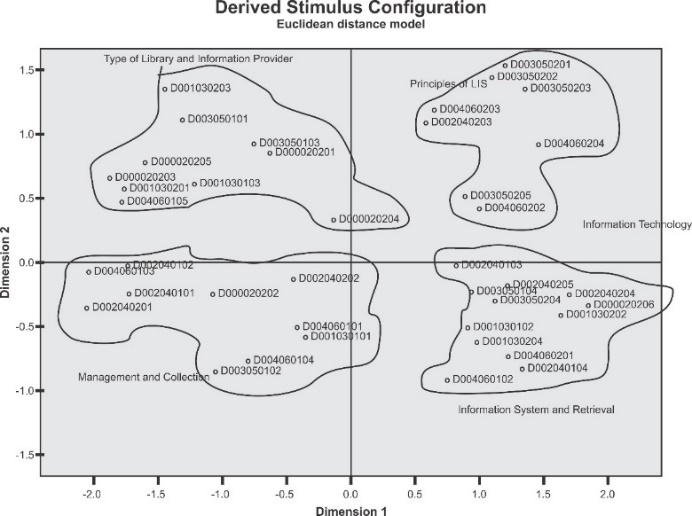 Derived Stimulus Configuration
Euclidean distance model
Type of Library and Information Provider
Principles of LIS
D003050201
D003050202
D003050203
D001030203
D004060203
D002040203
D003050101
D003050103
D000020201
D004060204
D000020205
D000020203
D001030201
D001030103
D004060105
D003050205
D004060202
D000020204
Information Technology
D002040102
D004060103
D002040202
D002040103
D002040101
D000020202
D002040201
D003050104
D002040205
D003050204
D002040204
D000020206
D001030202
D004060101
D001030101
D001030102
D001030204
D004060104
D003050102
D004060201
D002040104
D004060102
Management and Collection
Information System and Retrieval
Dimension 2
1.5
1.0
0.5
0.0
-0.5
-1.0
-1.5
-2.0 -1.5 -1.0 -0.5 0.0 0.5 1.0 1.5 2.0
Dimension 1